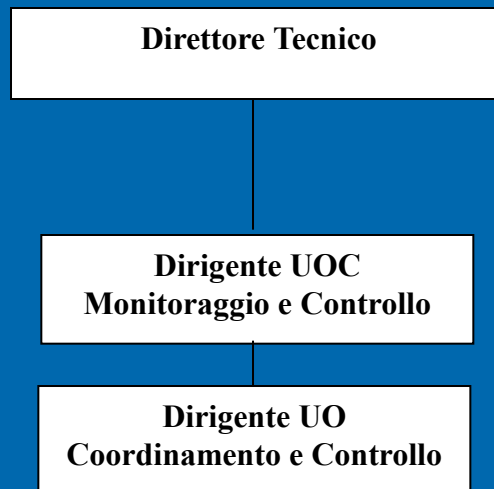 Direttore Tecnico
Dirigente UOC
Monitoraggio e Controllo
Dirigente UO
Coordinamento e Controllo